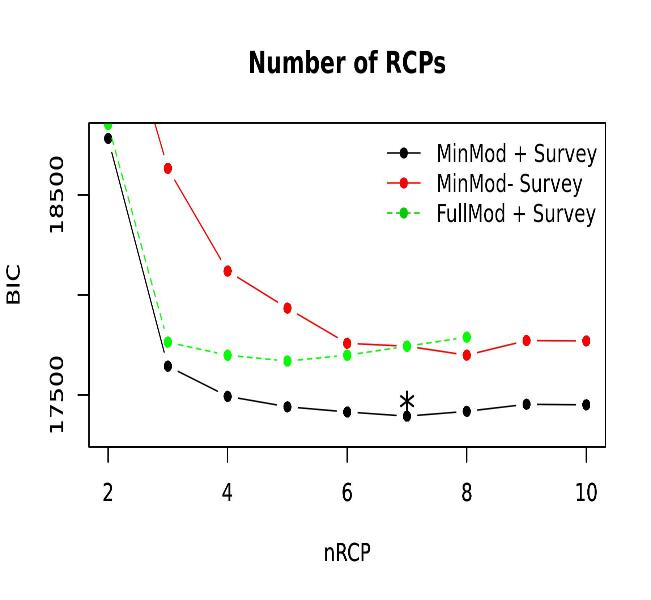 Number of RCPs
MinMod + Survey
MinMod- Survey
FullMod + Survey
18500
17500
BIC
*
2 4 6 8 10
nRCP